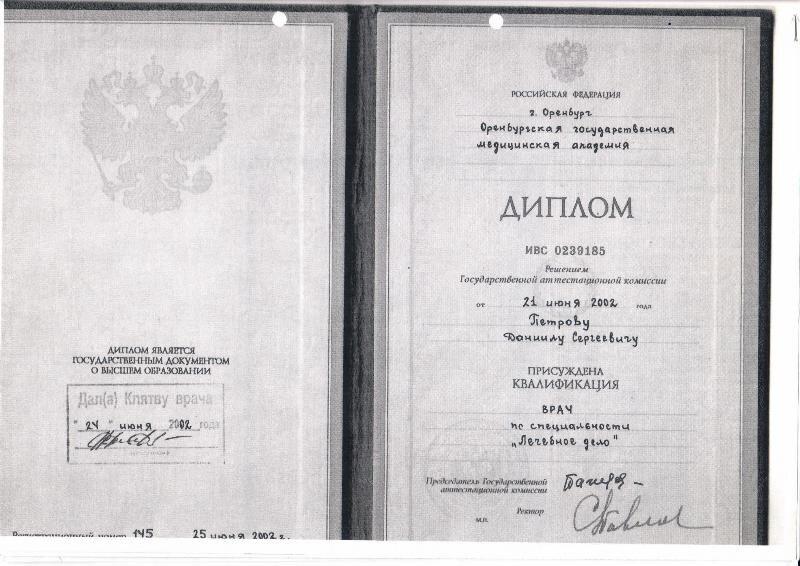 ДИПЛОМ ЯВЛЯЕТСЯ
ГОСУДАРСТВЕННЫМ ДОКУМЕНТОМ
О ВЫСШЕМ ОБРАЗОВАНИИ
Дал(а) Клятву врача
" 24 " июня 2002 года
Регистрационный номер 145 25 июня 2002 г.
РОССИЙСКАЯ ФЕДЕРАЦИЯ
г. Оренбург
Оренбургская государственная
медицинская академия
ДИПЛОМ
ИВС 0239185
Решением
Государственной аттестационной комиссии
от 21 июня 2002 года
Петрову
Даниилу Сергеевичу
ПРИСУЖДЕНА
КВАЛИФИКАЦИЯ
ВРАЧ
по специальности
„Лечебное дело"
Председатель Государственной
аттестационной комиссии
Ректор
М.П.